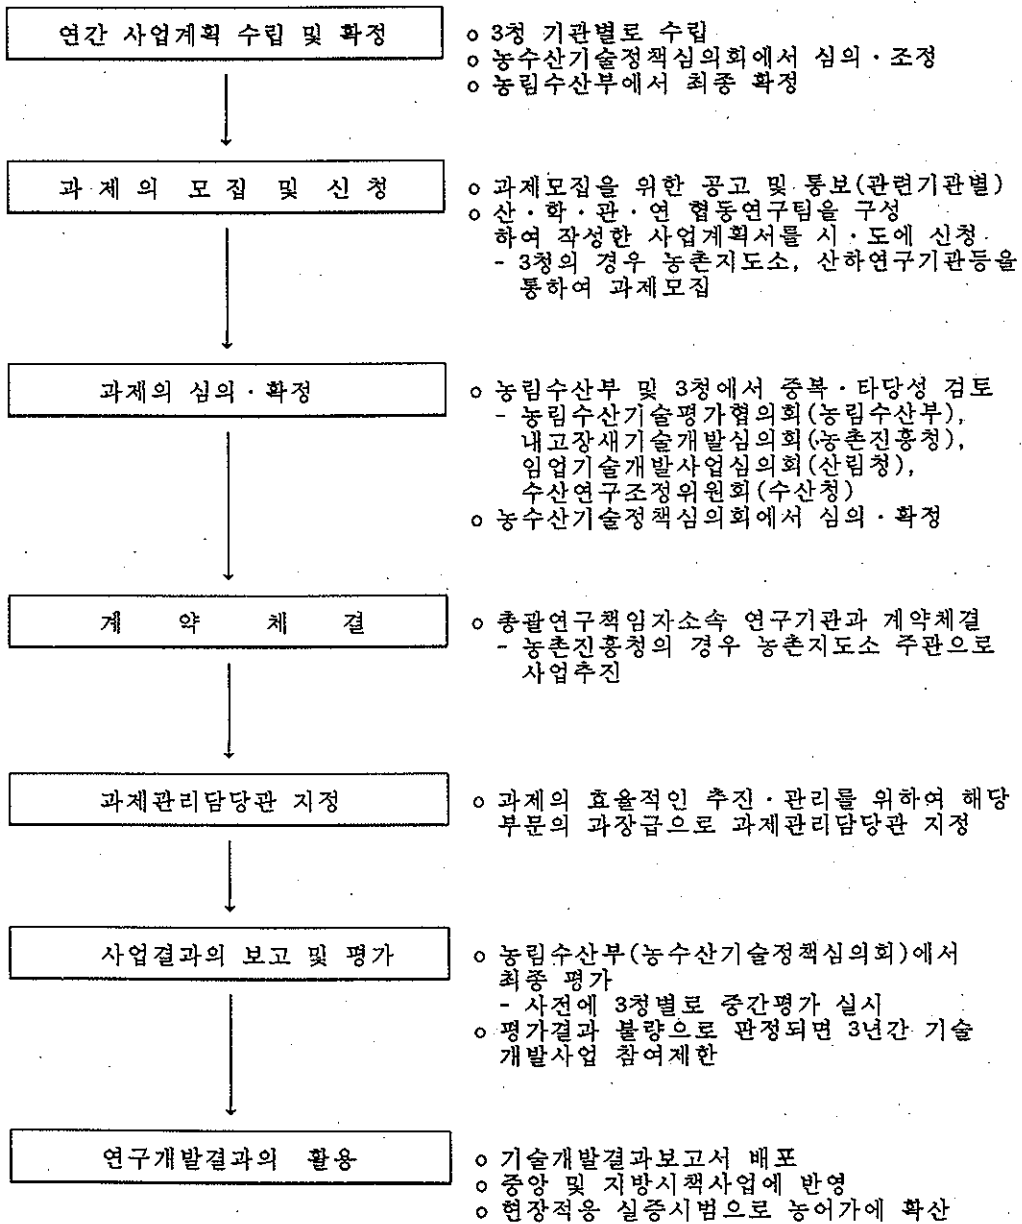 연간 사업계획 수립 및 확정
o 3청 기관별로 수립
o 농수산기술정책심의회에서 심의·조정
o 농림수산부에서 최종 확정
과 제 의 모 집 및 신 청
o 과제모집을 위한 공고 및 통보(관련기관별)
o 산·학·관·연 협동연구팀을 구성
하여 작성한 사업계획서를 시·도에 신청
- 3청의 경우 농촌지도소, 산하연구기관등을
통하여 과제모집
과제의 심의·확정
o 농림수산부 및 3청에서 중복·타당성 검토
- 농림수산기술평가협의회(농림수산부),
내고장새기술개발심의회(농촌진흥청),
임업기술개발사업심의회(산림청),
수산연구조정위원회(수산청)
o 농수산기술정책심의회에서 심의·확정
계 약 체 결
o 총괄연구책임자소속 연구기관과 계약체결
- 농촌진흥청의 경우 농촌지도소 주관으로
사업추진
과제관리담당관 지정
o 과제의 효율적인 추진·관리를 위하여 해당
부문의 과장급으로 과제관리담당관 지정
사업결과의 보고 및 평가
o 농림수산부(농수산기술정책심의회)에서
최종 평가
- 사전에 3청별로 중간평가 실시
o 평가결과 불량으로 판정되면 3년간 기술
개발사업 참여제한
연구개발결과의 활용
o 기술개발결과보고서 배포
o 중앙 및 지방시책사업에 반영
o 현장적응 실증시범으로 농어가에 확산